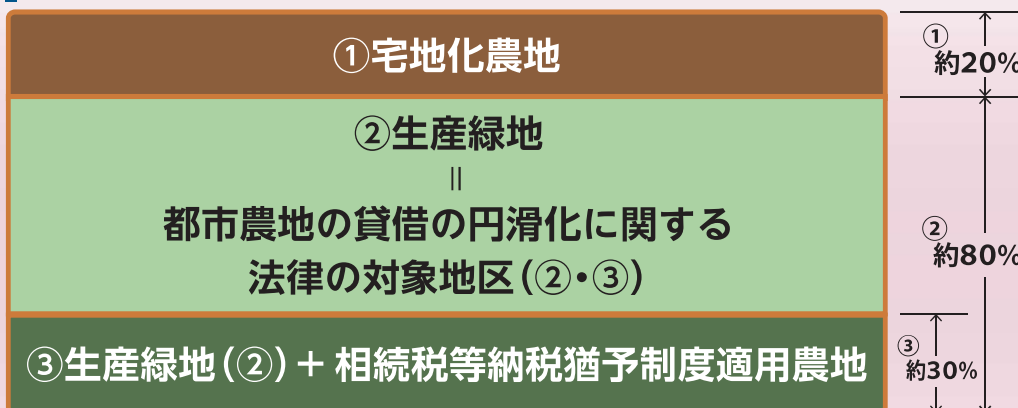 ①宅地化農地
②生産緑地
||
都市農地の貸借の円滑化に関する
法律の対象地区(②・③)
③生産緑地(②)+相続税等納税猶予制度適用農地
①
約20%
②
約80%
③
約30%